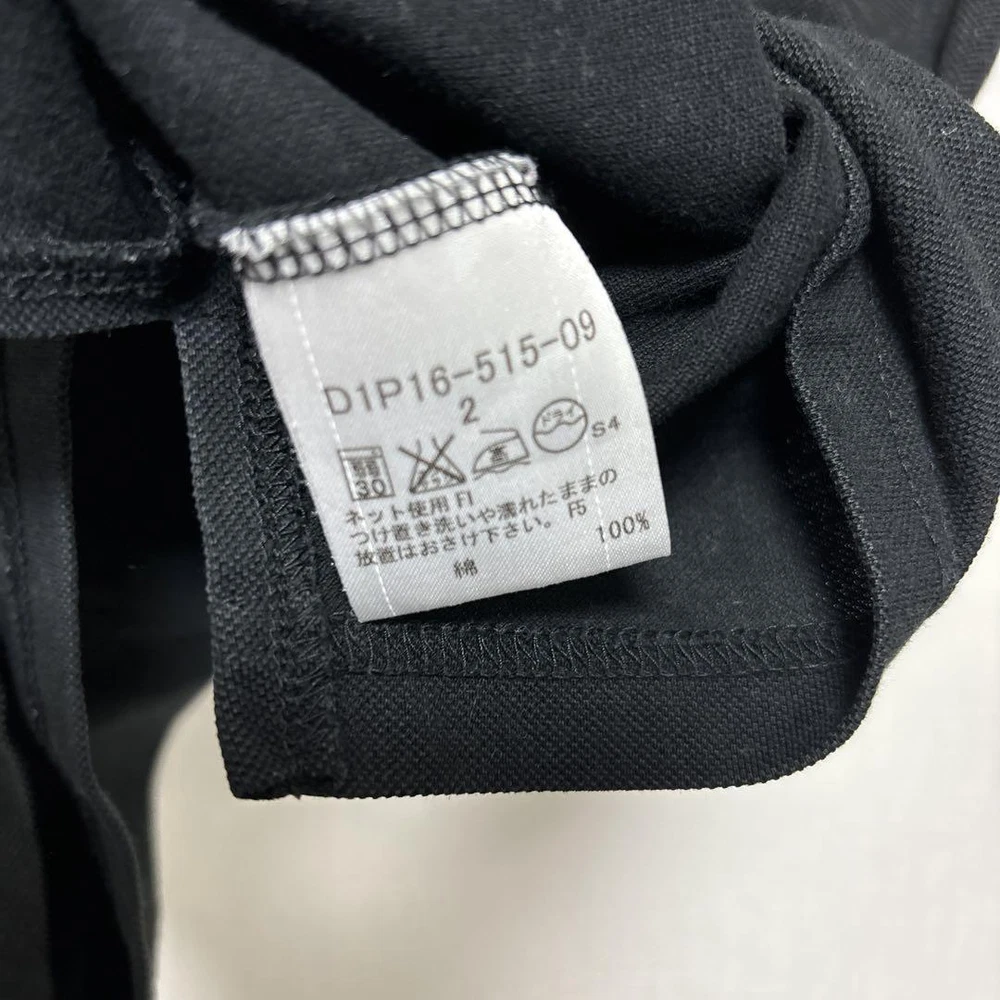 D1P16-515-09
2
弱 30 高 ドライ S4
ネット使用 FI
つけ置き洗いや濡れたままの
放置はおさけ下さい。 F5
綿 100%